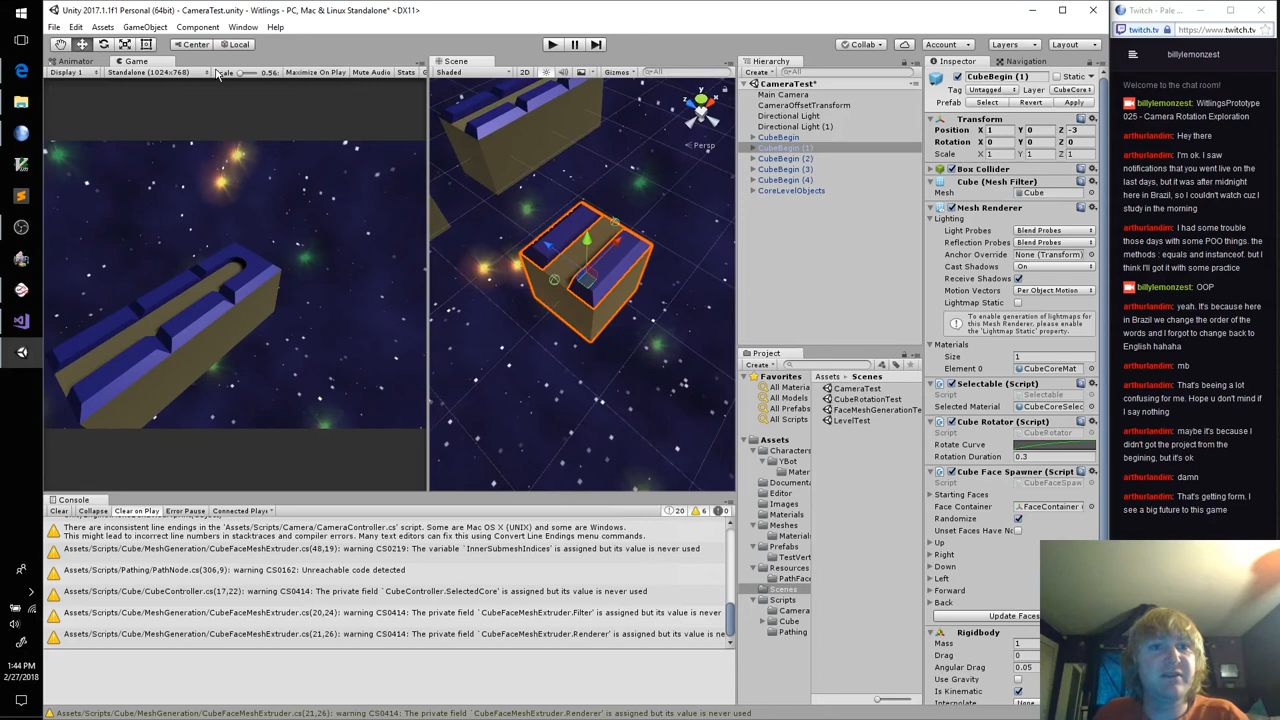 Unity 2017.1.1f1 Personal (64bit) - CameraTest.unity - Witlings - PC, Mac & Linux Standalone* <DX11>
File Edit Assets GameObject Component Window Help
Center Local
Collab Account Layers Layout
Animator Game
Display 1 Standalone (1024x768) Scale 0.56 Maximize On Play Mute Audio Stats
Scene
Shaded 2D Gizmos All
y
z
Persp
Hierarchy
Create All
CameraTest*
Main Camera
CameraOffsetTransform
Directional Light
Directional Light (1)
CubeBegin
CubeBegin (1)
CubeBegin (2)
CubeBegin (3)
CubeBegin (4)
CoreLevelObjects
Project
Create
Favorites
All Materia
All Models
All Prefabs
All Scripts
Assets
Characters
YBot
Mater
Documenta
Editor
Images
Materials
Meshes
Materials
Prefabs
TestVert
Resources
PathFace
Scenes
Scripts
Camera
Cube
Pathing
Assets Scenes
CameraTest
CubeRotationTest
FaceMeshGenerationTe
LevelTest
Inspector Navigation
CubeBegin (1) Static
Tag Untagged Layer CubeCore
Prefab Select Revert Apply
Transform
Position X 1 Y 0 Z -3
Rotation X 0 Y 0 Z 0
Scale X 1 Y 1 Z 1
Box Collider
Cube (Mesh Filter)
Mesh Cube
Mesh Renderer
Lighting
Light Probes Blend Probes
Reflection Probes Blend Probes
Anchor Override None (Transform)
Cast Shadows On
Receive Shadows
Motion Vectors Per Object Motion
Lightmap Static
To enable generation of lightmaps for this Mesh Renderer, please enable the 'Lightmap Static' property.
Materials
Size 1
Element 0 CubeCoreMat
Selectable (Script)
Script Selectable
Selected Material CubeCoreSelec
Cube Rotator (Script)
Script CubeRotator
Rotate Curve
Rotation Duration 0.3
Cube Face Spawner (Script
Script CubeFaceSpaw
Starting Faces
Face Container FaceContainer
Randomize
Unset Faces Have No
Up
Right
Down
Left
Forward
Back
Update Faces
Rigidbody
Mass 1
Drag 0
Angular Drag 0.05
Use Gravity
Is Kinematic
Interpolate
Console
Clear Collapse Clear on Play Error Pause Connected Player 20 6 0
There are inconsistent line endings in the 'Assets/Scripts/Camera/CameraController.cs' script. Some are Mac OS X (UNIX) and some are Windows.
This might lead to incorrect line numbers in stacktraces and compiler errors. Many text editors can fix this using Convert Line Endings menu commands.
Assets/Scripts/Cube/MeshGeneration/CubeFaceMeshExtruder.cs(48,19): warning CS0219: The variable `InnerSubmeshIndices' is assigned but its value is never used
Assets/Scripts/Pathing/PathNode.cs(306,9): warning CS0162: Unreachable code detected
Assets/Scripts/Cube/CubeController.cs(17,22): warning CS0414: The private field `CubeController.SelectedCore' is assigned but its value is never used
Assets/Scripts/Cube/MeshGeneration/CubeFaceMeshExtruder.cs(20,24): warning CS0414: The private field `CubeFaceMeshExtruder.Filter' is assigned but its value is never
Assets/Scripts/Cube/MeshGeneration/CubeFaceMeshExtruder.cs(21,26): warning CS0414: The private field `CubeFaceMeshExtruder.Renderer' is assigned but its value is ne
Assets/Scripts/Cube/MeshGeneration/CubeFaceMeshExtruder.cs(21,26): warning CS0414: The private field `CubeFaceMeshExtruder.Renderer' is assigned but its value is never used
1:44 PM
2/27/2018
Twitch - Pale
twitch.tv https://www.twitch.tv
billylemonzest
Welcome to the chat room!
billylemonzest: WitlingsPrototype
025 - Camera Rotation Exploration
arthurlandim: Hey there
arthurlandim: I'm ok. I saw
notifications that you went live on the
last days, but it was after midnight
here in Brazil, so I couldn't watch cuz I
study in the morning
arthurlandim: I had some trouble
those days with some POO things. the
methods : equals and instanceof. but I
think I'll got it with some practice
billylemonzest: OOP
arthurlandim: yeah. It's because here
in Brazil we change the order of the
words and I forgot to change back to
English hahaha
arthurlandim: mb
arthurlandim: That's beeing a lot
confusing for me. Hope u don't mind if
I say nothing
arthurlandim: maybe it's because I
didn't got the project from the
begining, but it's ok
arthurlandim: damn
arthurlandim: That's getting form. I
see a big future to this game